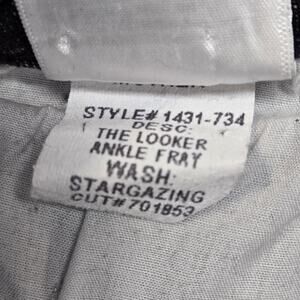 STYLE# 1431-734
DESC:
THE LOOKER
ANKLE FRAY
WASH:
STARGAZING
CUT# 701853